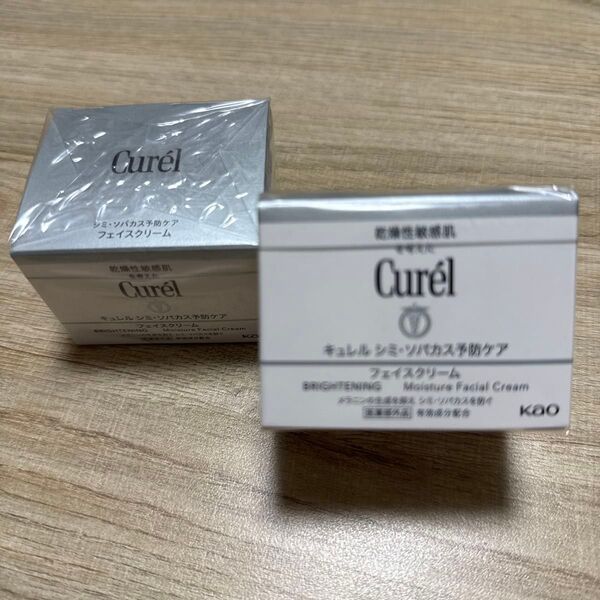 Curél
シミ・ソバカス予防ケア
フェイスクリーム
乾燥性敏感肌
を考えた
Curél
キュレル シミ・ソバカス予防ケア
フェイスクリーム
BRIGHTENING Moisture Facial Cream
Kao
乾燥性敏感肌
を考えた
Curél
キュレル シミ・ソバカス予防ケア
フェイスクリーム
BRIGHTENING Moisture Facial Cream
メラニンの生成を抑え シミ・ソバカスを防ぐ
医薬部外品 有効成分配合
Kao